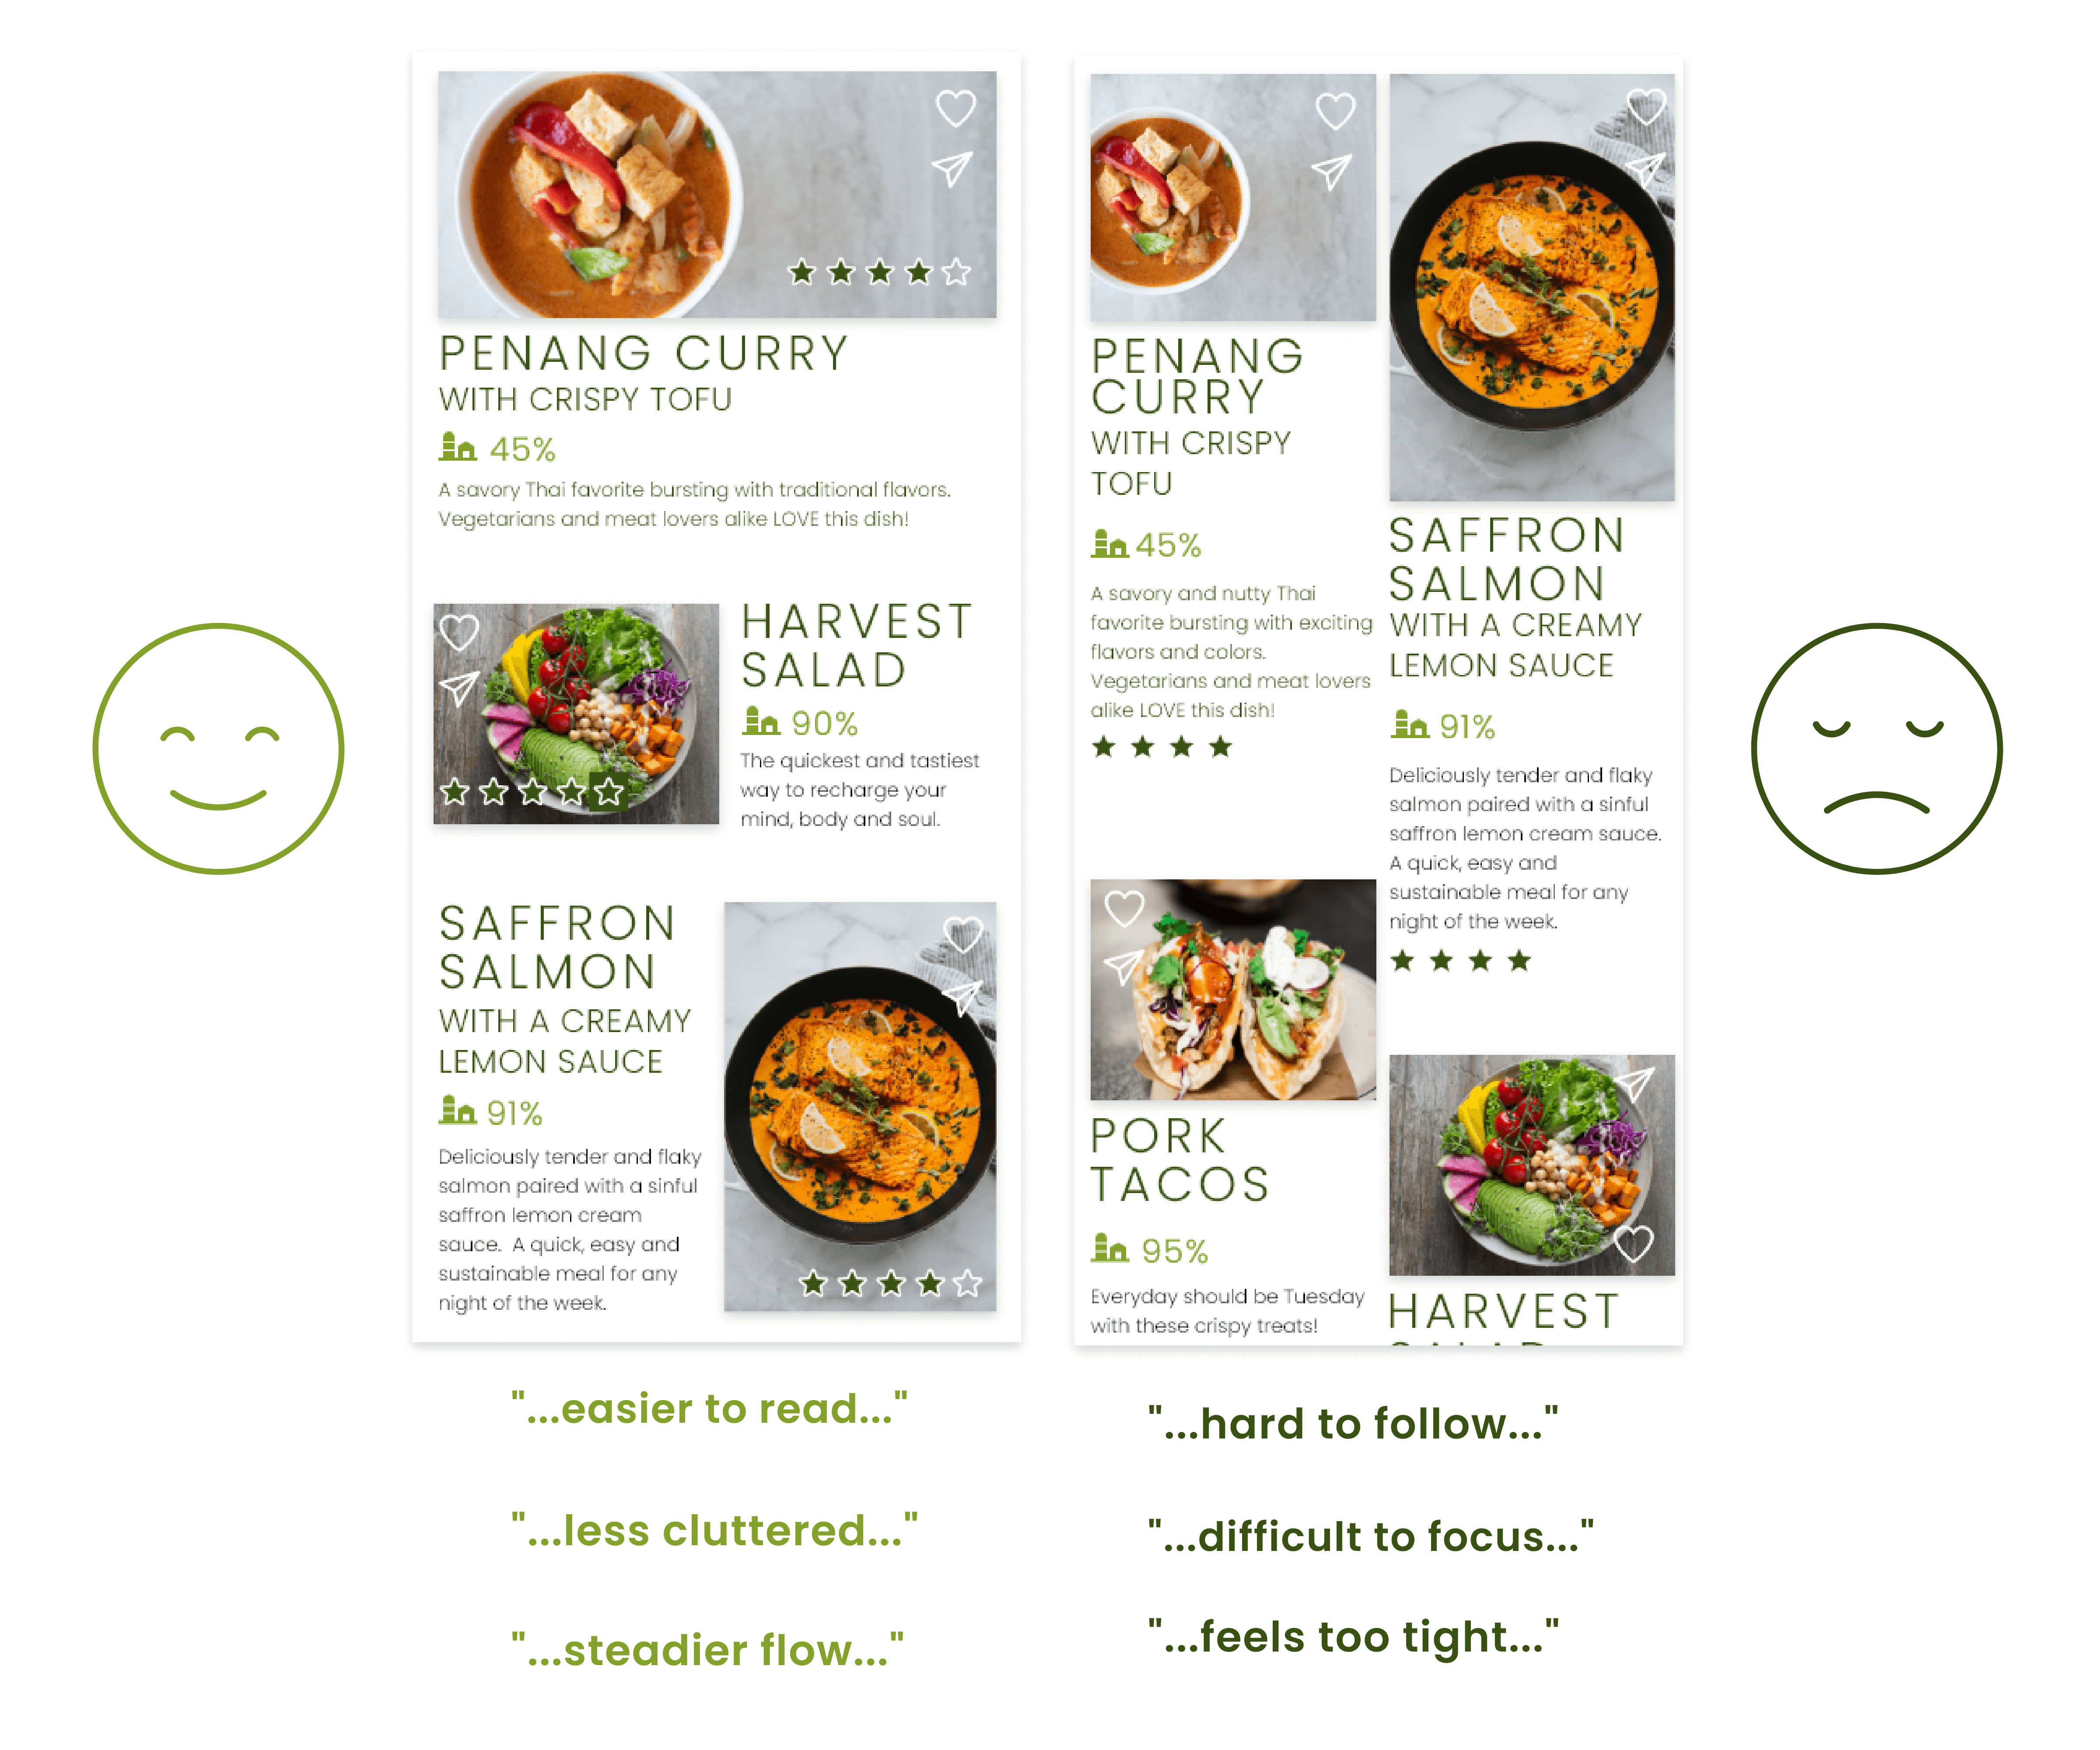 PENANG CURRY
WITH CRISPY TOFU
45%
A savory Thai favorite bursting with traditional flavors.
Vegetarians and meat lovers alike LOVE this dish!
HARVEST
SALAD
90%
The quickest and tastiest
way to recharge your
mind, body and soul.
SAFFRON
SALMON
WITH A CREAMY
LEMON SAUCE
91%
Deliciously tender and flaky
salmon paired with a sinful
saffron lemon cream
sauce. A quick, easy and
sustainable meal for any
night of the week.
"...easier to read..."
"...less cluttered..."
"...steadier flow..."
PENANG
CURRY
WITH CRISPY
TOFU
45%
A savory and nutty Thai
favorite bursting with exciting
flavors and colors.
Vegetarians and meat lovers
alike LOVE this dish!
PORK
TACOS
95%
Everyday should be Tuesday
with these crispy treats!
SAFFRON
SALMON
WITH A CREAMY
LEMON SAUCE
91%
Deliciously tender and flaky
salmon paired with a sinful
saffron lemon cream sauce.
A quick, easy and
sustainable meal for any
night of the week.
HARVEST
"...hard to follow..."
"...difficult to focus..."
"...feels too tight..."